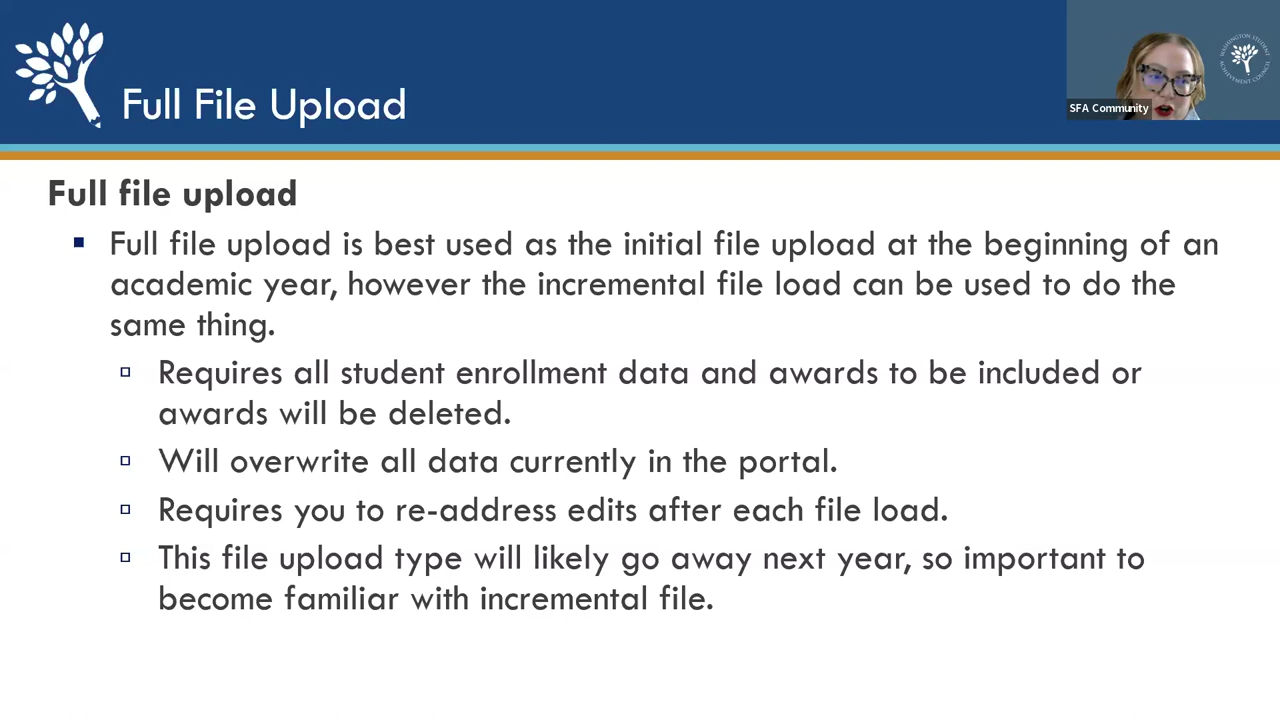 Full File Upload
SFA Community
WASHINGTON STUDENT
ACHIEVEMENT COUNCIL
Full file upload
Full file upload is best used as the initial file upload at the beginning of an
academic year, however the incremental file load can be used to do the
same thing.
Requires all student enrollment data and awards to be included or
awards will be deleted.
Will overwrite all data currently in the portal.
Requires you to re-address edits after each file load.
This file upload type will likely go away next year, so important to
become familiar with incremental file.